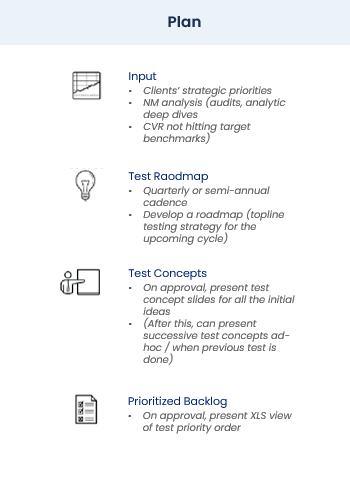 Plan
Input
• Clients' strategic priorities
• NM analysis (audits, analytic
deep dives
• CVR not hitting target
benchmarks)
Test Raodmap
• Quarterly or semi-annual
cadence
• Develop a roadmap (topline
testing strategy for the
upcoming cycle)
Test Concepts
• On approval, present test
concept slides for all the initial
ideas
• (After this, can present
successive test concepts ad-
hoc / when previous test is
done)
Prioritized Backlog
• On approval, present XLS view
of test priority order